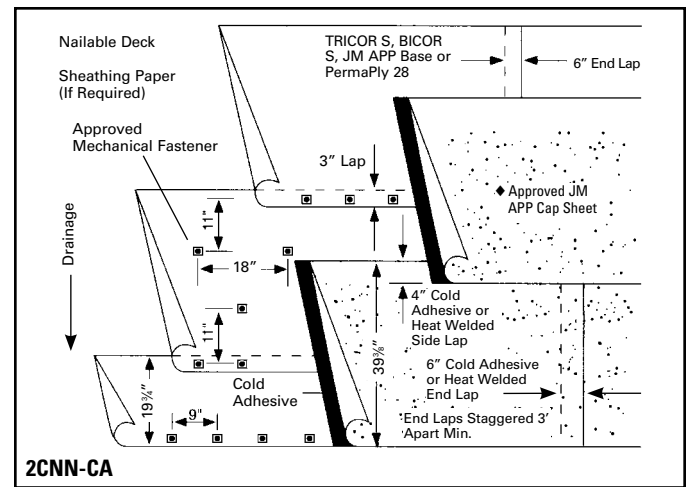 Nailable Deck
Sheathing Paper
(If Required)
Approved
Mechanical Fastener
TRICOR S, BICOR
S, JM APP Base or
PermaPly 28
6" End Lap
3" Lap
◆ Approved JM
APP Cap Sheet
Drainage
11"
18"
11"
4" Cold
Adhesive or
Heat Welded
Side Lap
39⅜"
6" Cold Adhesive
or Heat Welded
End Lap
Cold
Adhesive
19¾"
9"
End Laps Staggered 3'
Apart Min.
2CNN-CA